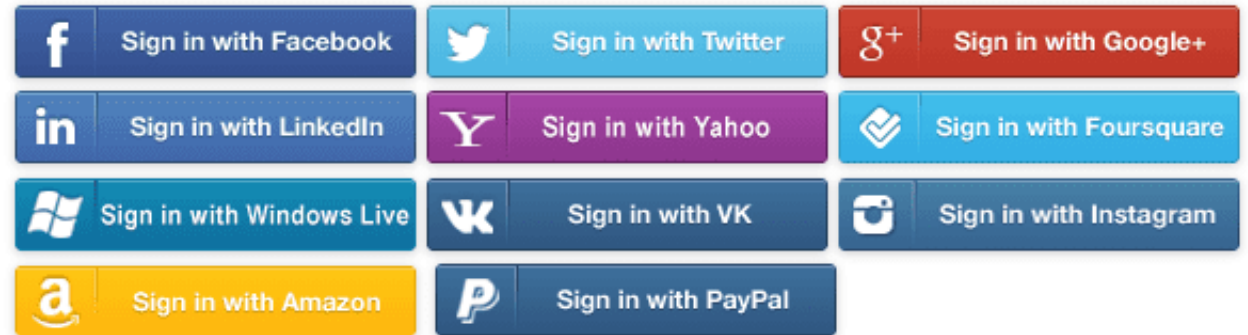 f Sign in with Facebook
Sign in with Twitter
g+ Sign in with Google+
in Sign in with LinkedIn
Y Sign in with Yahoo
Sign in with Foursquare
Sign in with Windows Live
VK Sign in with VK
Sign in with Instagram
a Sign in with Amazon
P Sign in with PayPal